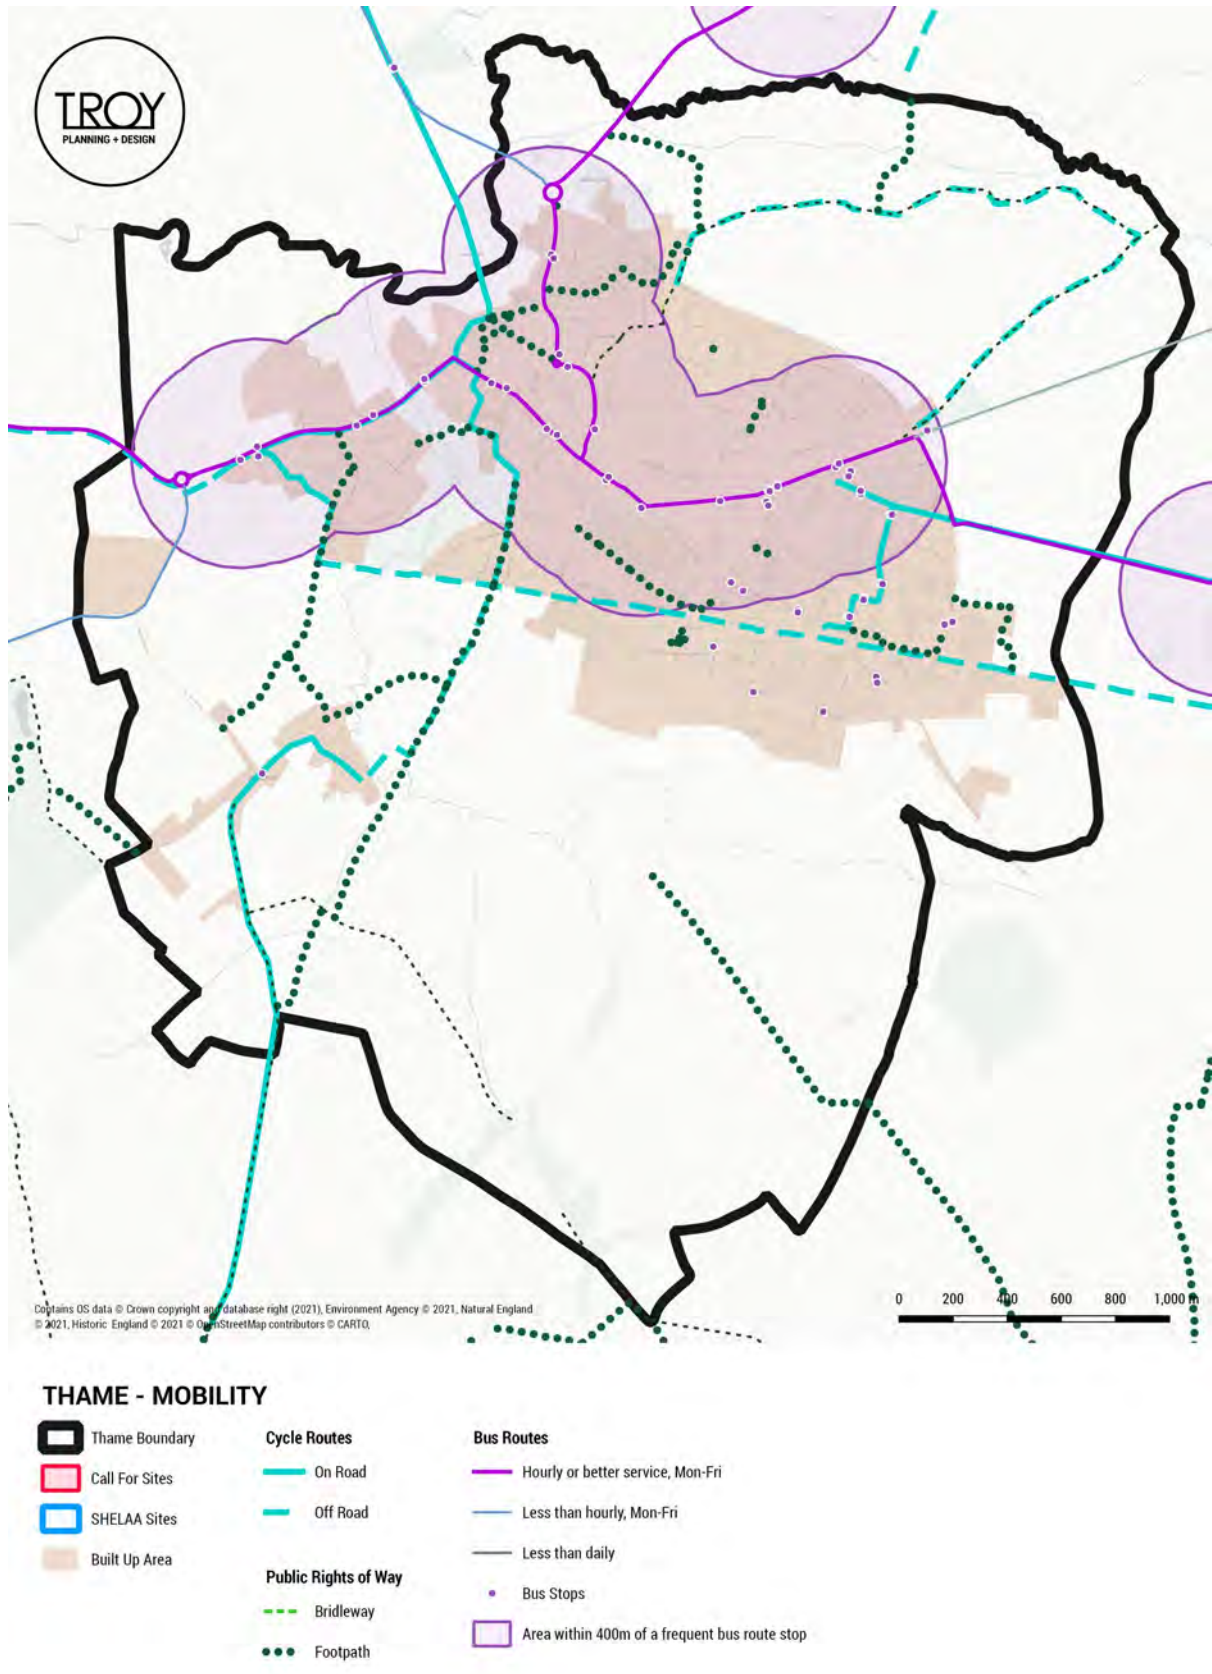 TROY
PLANNING + DESIGN
Contains OS data © Crown copyright and database right (2021), Environment Agency © 2021, Natural England
© 2021, Historic England © 2021 © OpenStreetMap contributors © CARTO,
0 200 400 600 800 1,000 m
THAME - MOBILITY
Thame Boundary
Call For Sites
SHELAA Sites
Built Up Area
Cycle Routes
On Road
Off Road
Public Rights of Way
Bridleway
Footpath
Bus Routes
Hourly or better service, Mon-Fri
Less than hourly, Mon-Fri
Less than daily
Bus Stops
Area within 400m of a frequent bus route stop